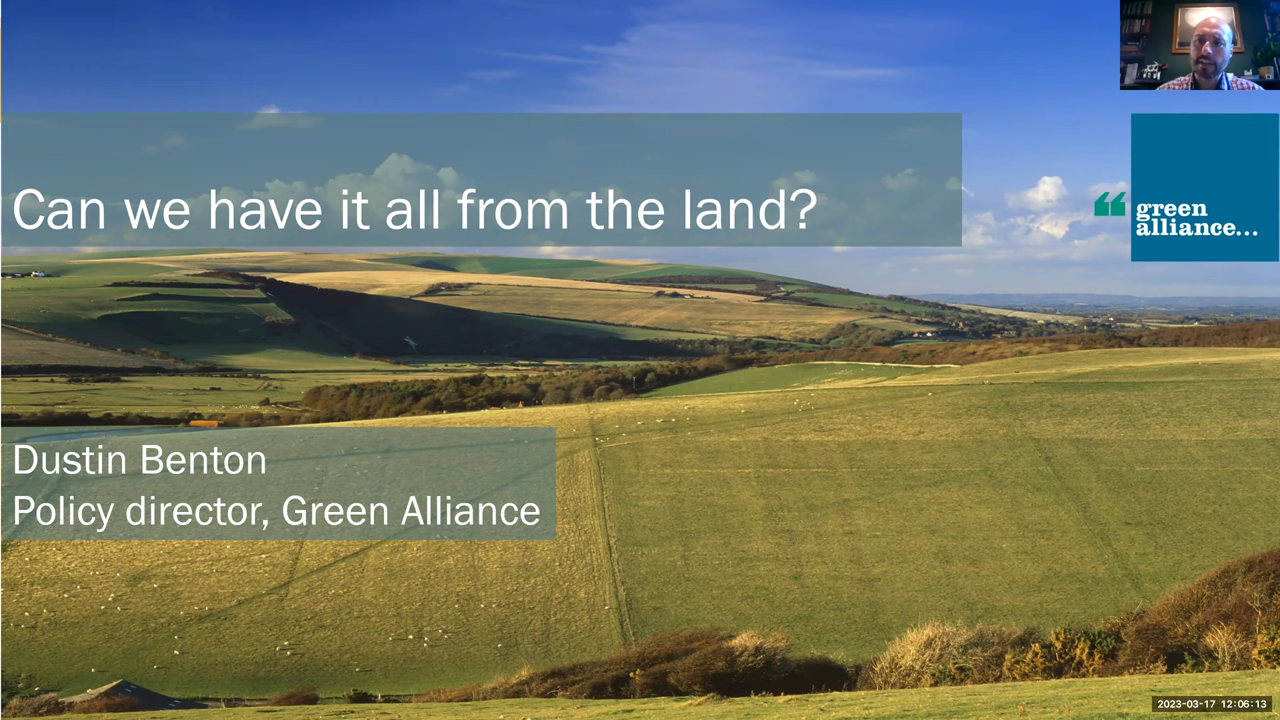 Can we have it all from the land?
“
green
alliance...
Dustin Benton
Policy director, Green Alliance
2023-03-17 12:06:13